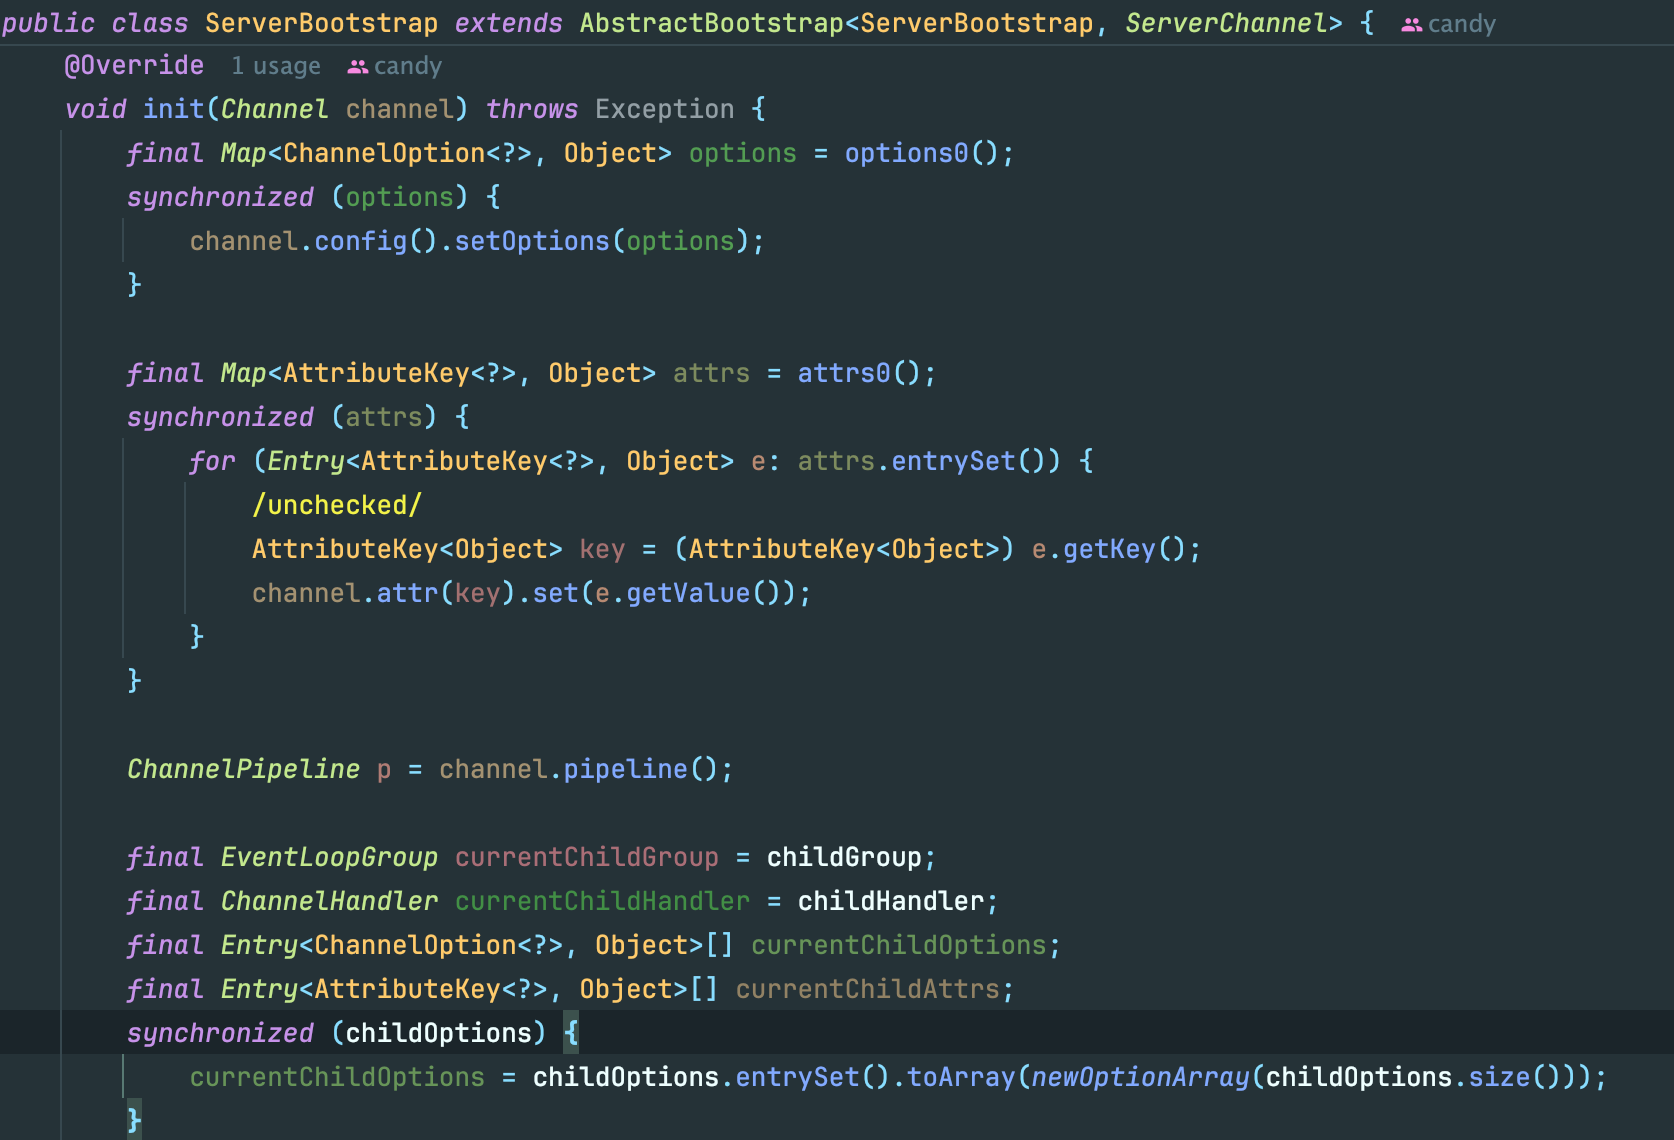 public class ServerBootstrap extends AbstractBootstrap<ServerBootstrap, ServerChannel> { candy
@Override 1 usage candy
void init(Channel channel) throws Exception {
final Map<ChannelOption<?>, Object> options = options0();
synchronized (options) {
channel.config().setOptions(options);
}
final Map<AttributeKey<?>, Object> attrs = attrs0();
synchronized (attrs) {
for (Entry<AttributeKey<?>, Object> e: attrs.entrySet()) {
/unchecked/
AttributeKey<Object> key = (AttributeKey<Object>) e.getKey();
channel.attr(key).set(e.getValue());
}
}
ChannelPipeline p = channel.pipeline();
final EventLoopGroup currentChildGroup = childGroup;
final ChannelHandler currentChildHandler = childHandler;
final Entry<ChannelOption<?>, Object>[] currentChildOptions;
final Entry<AttributeKey<?>, Object>[] currentChildAttrs;
synchronized (childOptions) {
currentChildOptions = childOptions.entrySet().toArray(newOptionArray(childOptions.size()));
}